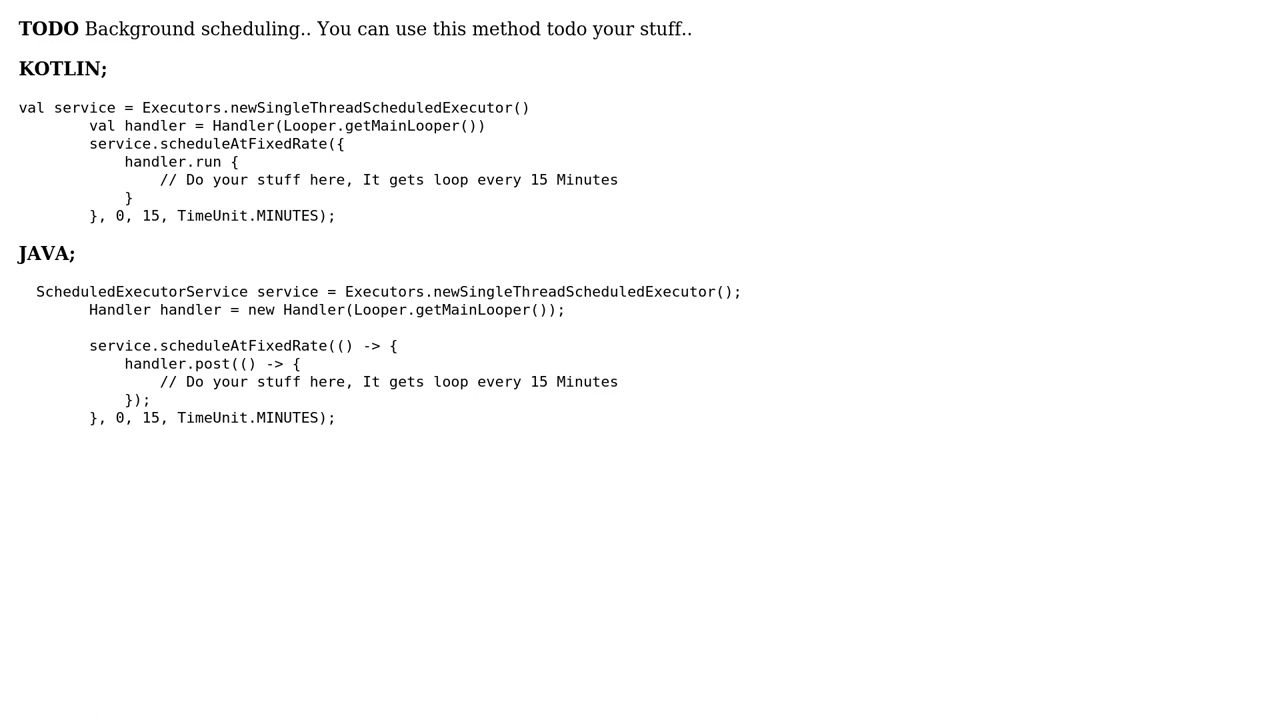 TODO Background scheduling.. You can use this method todo your stuff..
KOTLIN;
val service = Executors.newSingleThreadScheduledExecutor()
        val handler = Handler(Looper.getMainLooper())
        service.scheduleAtFixedRate({
            handler.run {
                // Do your stuff here, It gets loop every 15 Minutes
            }
        }, 0, 15, TimeUnit.MINUTES);
JAVA;
  ScheduledExecutorService service = Executors.newSingleThreadScheduledExecutor();
        Handler handler = new Handler(Looper.getMainLooper());
        service.scheduleAtFixedRate(() -> {
            handler.post(() -> {
                // Do your stuff here, It gets loop every 15 Minutes
            });
        }, 0, 15, TimeUnit.MINUTES);